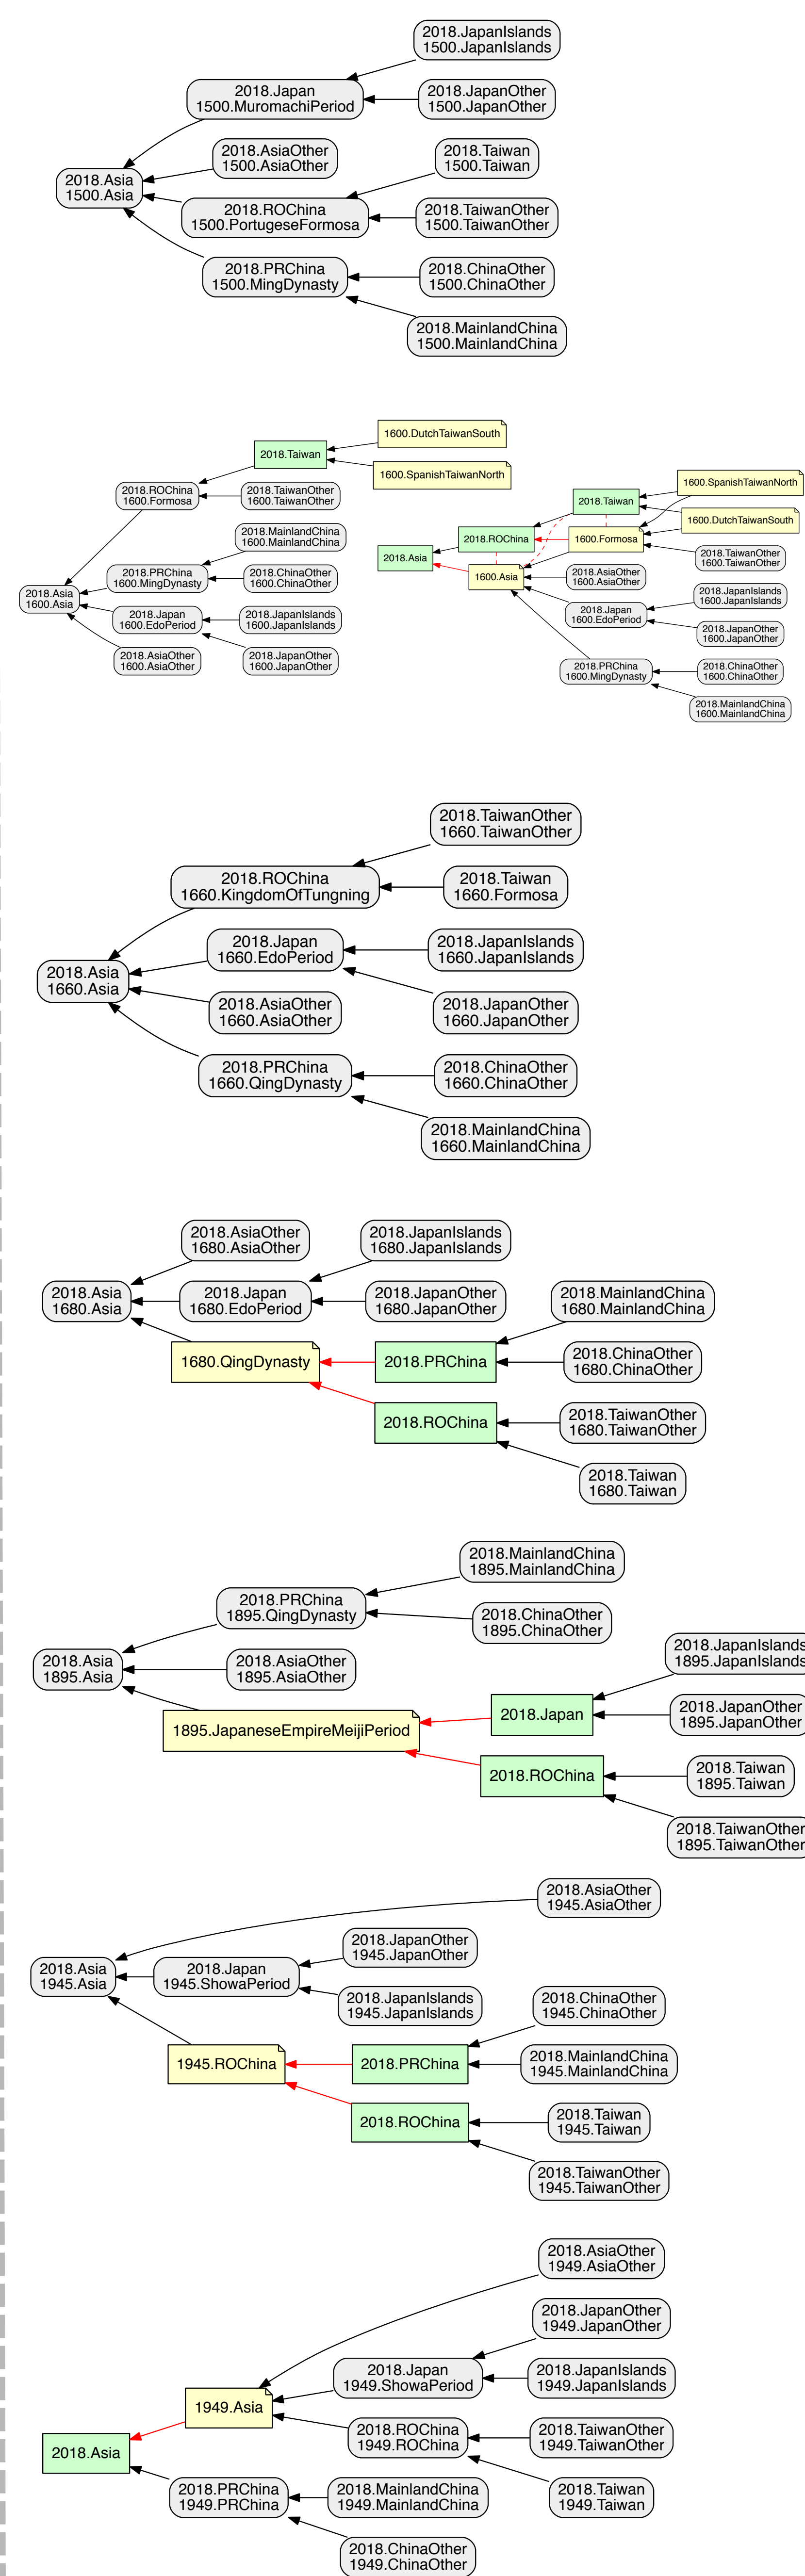 2018.JapanIslands
1500.JapanIslands
2018.Japan
1500.MuromachiPeriod
2018.JapanOther
1500.JapanOther
2018.AsiaOther
1500.AsiaOther
2018.Taiwan
1500.Taiwan
2018.Asia
1500.Asia
2018.ROChina
1500.PortugeseFormosa
2018.TaiwanOther
1500.TaiwanOther
2018.PRChina
1500.MingDynasty
2018.ChinaOther
1500.ChinaOther
2018.MainlandChina
1500.MainlandChina
2018.Taiwan
1600.DutchTaiwanSouth
1600.SpanishTaiwanNorth
2018.ROChina
1600.Formosa
2018.TaiwanOther
1600.TaiwanOther
2018.MainlandChina
1600.MainlandChina
2018.PRChina
1600.MingDynasty
2018.ChinaOther
1600.ChinaOther
2018.Asia
1600.Asia
2018.Japan
1600.EdoPeriod
2018.JapanIslands
1600.JapanIslands
2018.AsiaOther
1600.AsiaOther
2018.JapanOther
1600.JapanOther
1600.SpanishTaiwanNorth
2018.Taiwan
1600.DutchTaiwanSouth
2018.ROChina
1600.Formosa
2018.Asia
2018.TaiwanOther
1600.TaiwanOther
1600.Asia
2018.AsiaOther
1600.AsiaOther
2018.JapanIslands
1600.JapanIslands
2018.Japan
1600.EdoPeriod
2018.JapanOther
1600.JapanOther
2018.PRChina
1600.MingDynasty
2018.ChinaOther
1600.ChinaOther
2018.MainlandChina
1600.MainlandChina
2018.TaiwanOther
1660.TaiwanOther
2018.ROChina
1660.KingdomOfTungning
2018.Taiwan
1660.Formosa
2018.Japan
1660.EdoPeriod
2018.JapanIslands
1660.JapanIslands
2018.Asia
1660.Asia
2018.AsiaOther
1660.AsiaOther
2018.JapanOther
1660.JapanOther
2018.PRChina
1660.QingDynasty
2018.ChinaOther
1660.ChinaOther
2018.MainlandChina
1660.MainlandChina
2018.AsiaOther
1680.AsiaOther
2018.JapanIslands
1680.JapanIslands
2018.Asia
1680.Asia
2018.Japan
1680.EdoPeriod
2018.JapanOther
1680.JapanOther
2018.MainlandChina
1680.MainlandChina
1680.QingDynasty
2018.PRChina
2018.ChinaOther
1680.ChinaOther
2018.ROChina
2018.TaiwanOther
1680.TaiwanOther
2018.Taiwan
1680.Taiwan
2018.MainlandChina
1895.MainlandChina
2018.PRChina
1895.QingDynasty
2018.ChinaOther
1895.ChinaOther
2018.Asia
1895.Asia
2018.AsiaOther
1895.AsiaOther
2018.JapanIslands
1895.JapanIslands
1895.JapaneseEmpireMeijiPeriod
2018.Japan
2018.JapanOther
1895.JapanOther
2018.ROChina
2018.Taiwan
1895.Taiwan
2018.TaiwanOther
1895.TaiwanOther
2018.AsiaOther
1945.AsiaOther
2018.JapanOther
1945.JapanOther
2018.Asia
1945.Asia
2018.Japan
1945.ShowaPeriod
2018.JapanIslands
1945.JapanIslands
2018.ChinaOther
1945.ChinaOther
1945.ROChina
2018.PRChina
2018.MainlandChina
1945.MainlandChina
2018.ROChina
2018.Taiwan
1945.Taiwan
2018.TaiwanOther
1945.TaiwanOther
2018.AsiaOther
1949.AsiaOther
2018.JapanOther
1949.JapanOther
2018.Japan
1949.ShowaPeriod
2018.JapanIslands
1949.JapanIslands
1949.Asia
2018.ROChina
1949.ROChina
2018.TaiwanOther
1949.TaiwanOther
2018.Asia
2018.PRChina
1949.PRChina
2018.MainlandChina
1949.MainlandChina
2018.Taiwan
1949.Taiwan
2018.ChinaOther
1949.ChinaOther